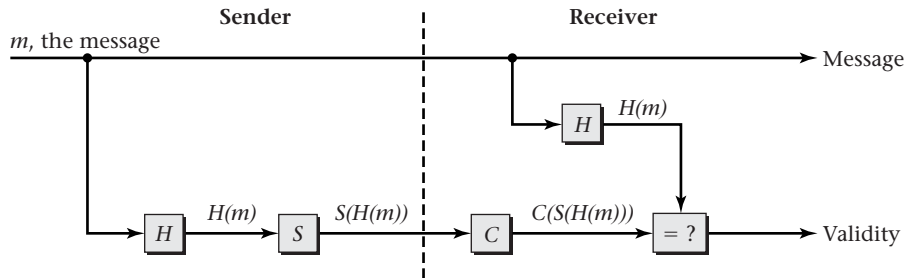 Sender Receiver
m, the message
Message
H H(m)
H(m) S(H(m)) C(S(H(m)))
H S C = ? Validity